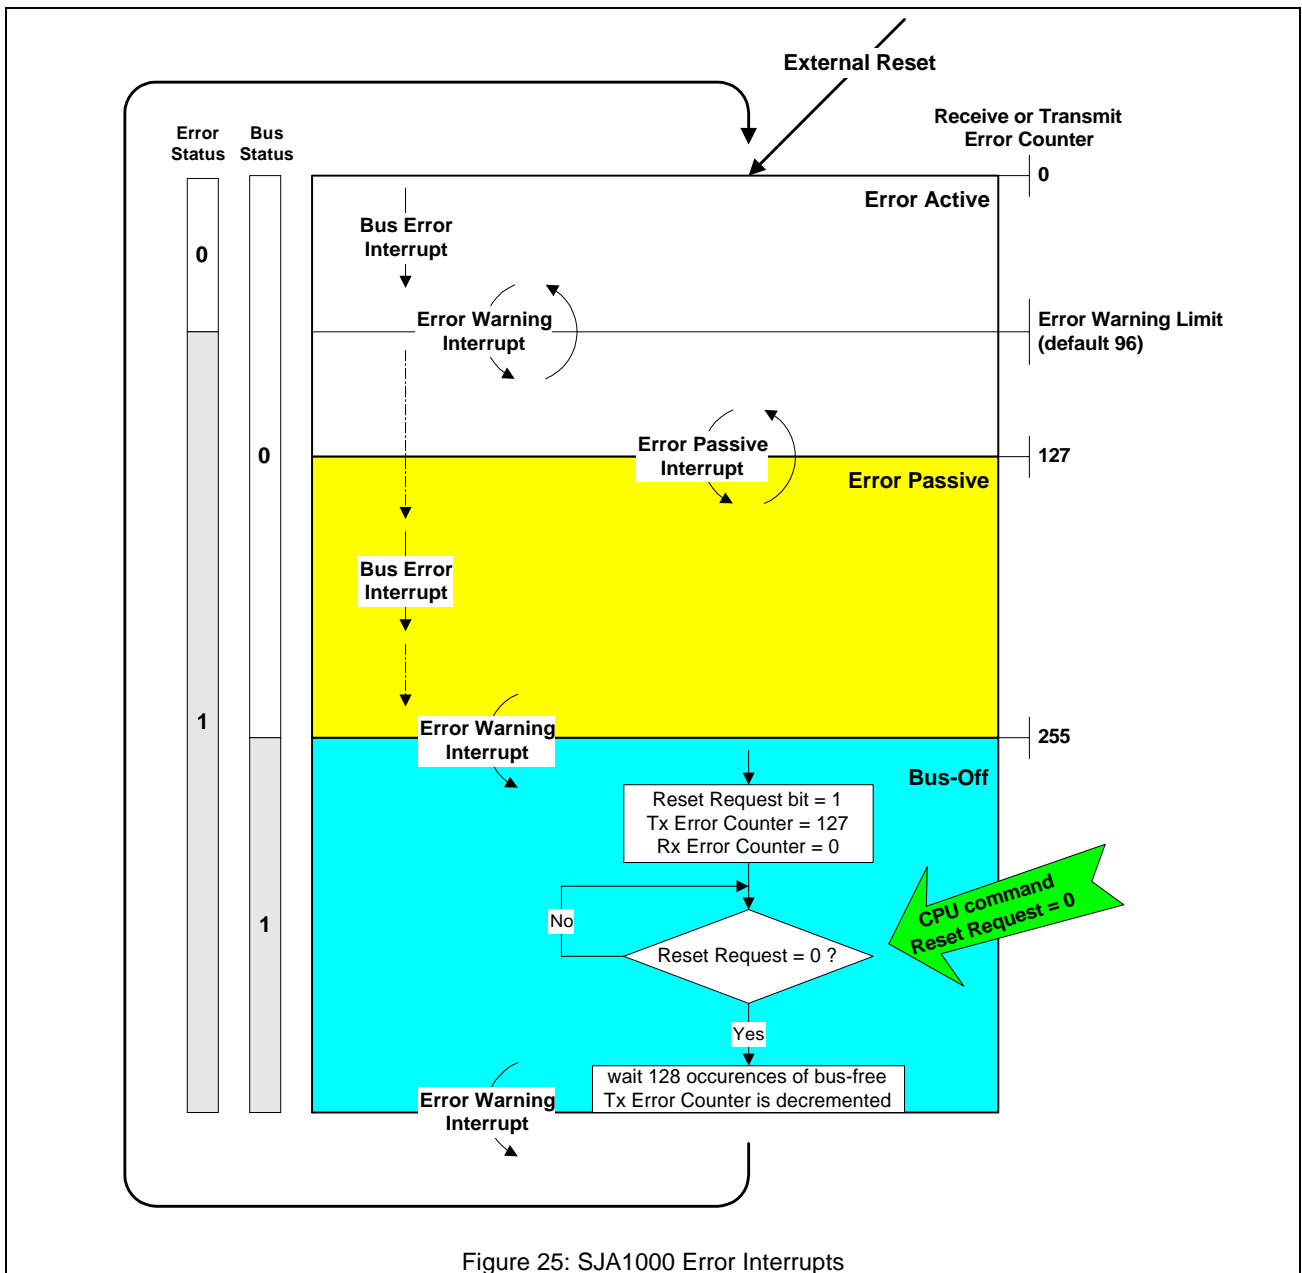 External Reset
Receive or Transmit
Error Counter
Error
Status
Bus
Status
0
Error Active
Bus Error
Interrupt
0
Error Warning
Interrupt
Error Warning Limit
(default 96)
Error Passive
Interrupt
0
127
Error Passive
Bus Error
Interrupt
1
Error Warning
Interrupt
255
Bus-Off
Reset Request bit = 1
Tx Error Counter = 127
Rx Error Counter = 0
CPU command
Reset Request = 0
1
No
Reset Request = 0 ?
Yes
wait 128 occurences of bus-free
Tx Error Counter is decremented
Error Warning
Interrupt
Figure 25: SJA1000 Error Interrupts